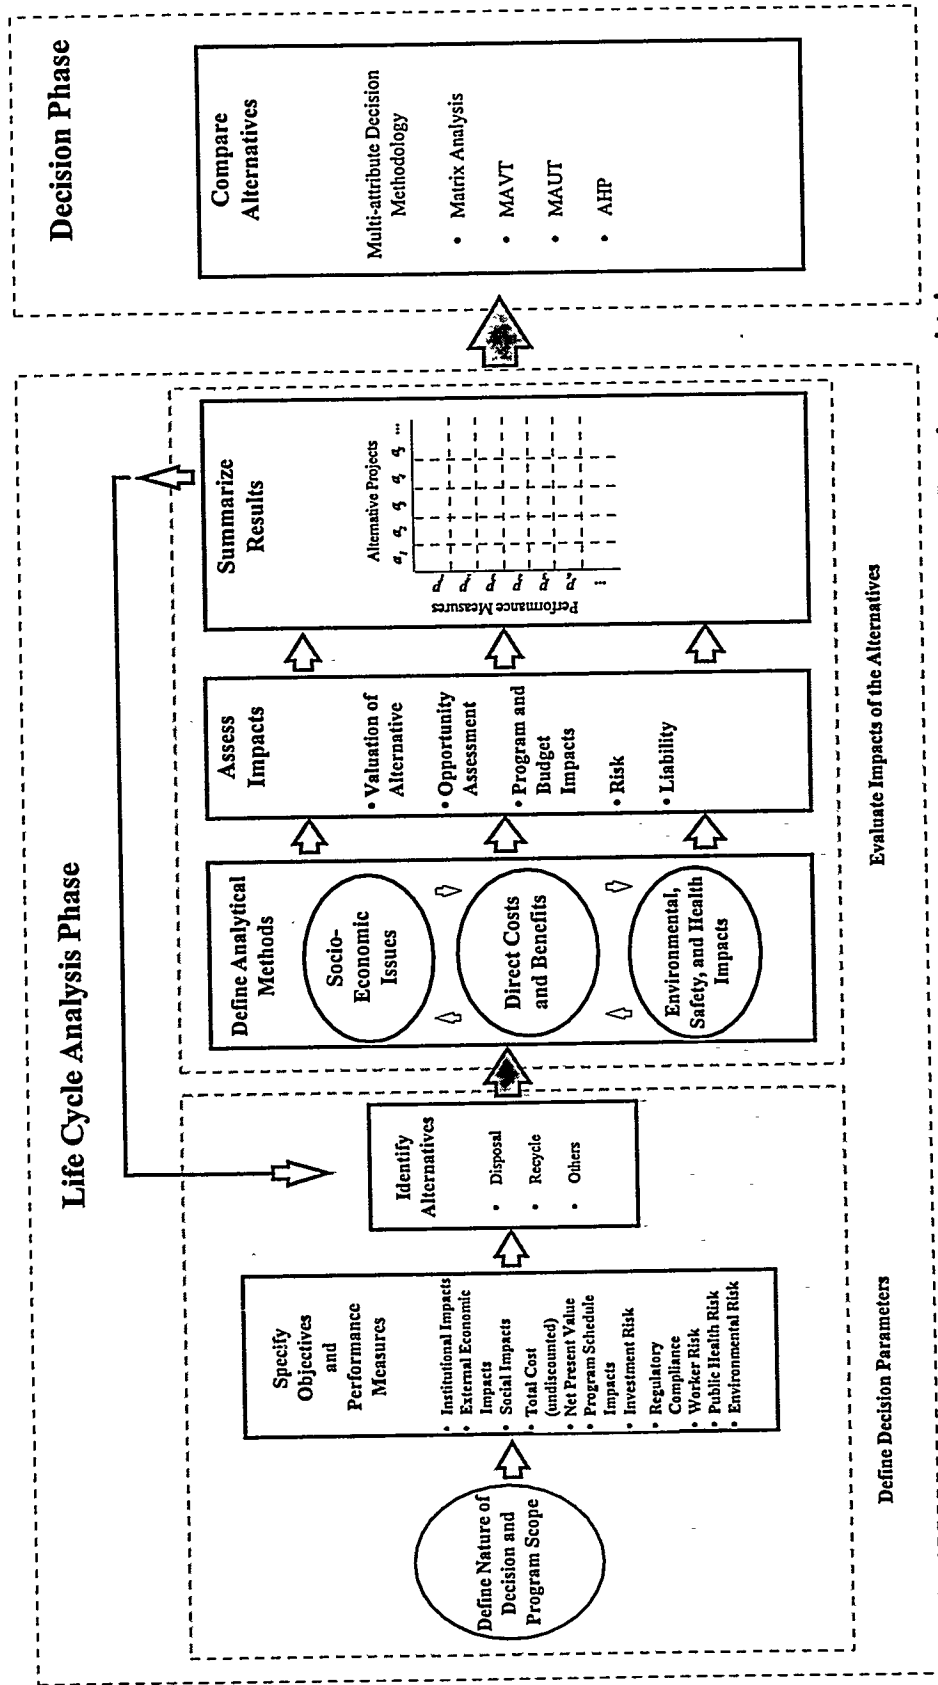 Life Cycle Analysis Phase
Decision Phase
Define Nature of
Decision and
Program Scope
Specify
Objectives
and
Performance
Measures
• Institutional Impacts
• External Economic
Impacts
• Social Impacts
• Total Cost
(undiscounted)
• Net Present Value
• Program Schedule
Impacts
• Investment Risk
• Regulatory
Compliance
• Worker Risk
• Public Health Risk
• Environmental Risk
Identify
Alternatives
• Disposal
• Recycle
• Others
Define Decision Parameters
Define Analytical
Methods
Socio-
Economic
Issues
Direct Costs
and Benefits
Environmental,
Safety, and Health
Impacts
Assess
Impacts
• Valuation of
Alternative
• Opportunity
Assessment
• Program and
Budget
Impacts
• Risk
• Liability
Summarize
Results
Alternative Projects
...
Performance Measures
...
Evaluate Impacts of the Alternatives
Compare
Alternatives
Multi-attribute Decision
Methodology
• Matrix Analysis
• MAVT
• MAUT
• AHP